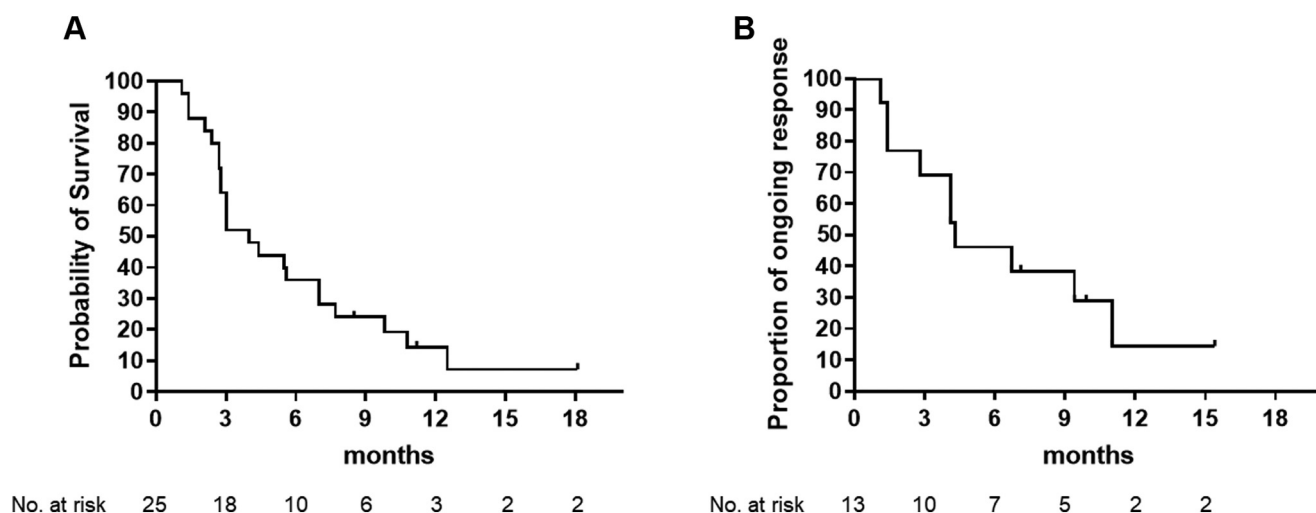 A
Probability of Survival
100
90
80
70
60
50
40
30
20
10
0
0 3 6 9 12 15 18
months
No. at risk 25 18 10 6 3 2 2
B
Proportion of ongoing response
100
90
80
70
60
50
40
30
20
10
0
0 3 6 9 12 15 18
months
No. at risk 13 10 7 5 2 2